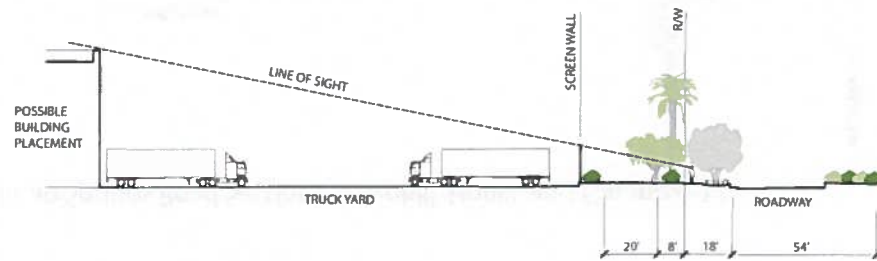 R/W
SCREEN WALL
LINE OF SIGHT
POSSIBLE
BUILDING
PLACEMENT
TRUCK YARD
ROADWAY
20'
8'
18'
54'